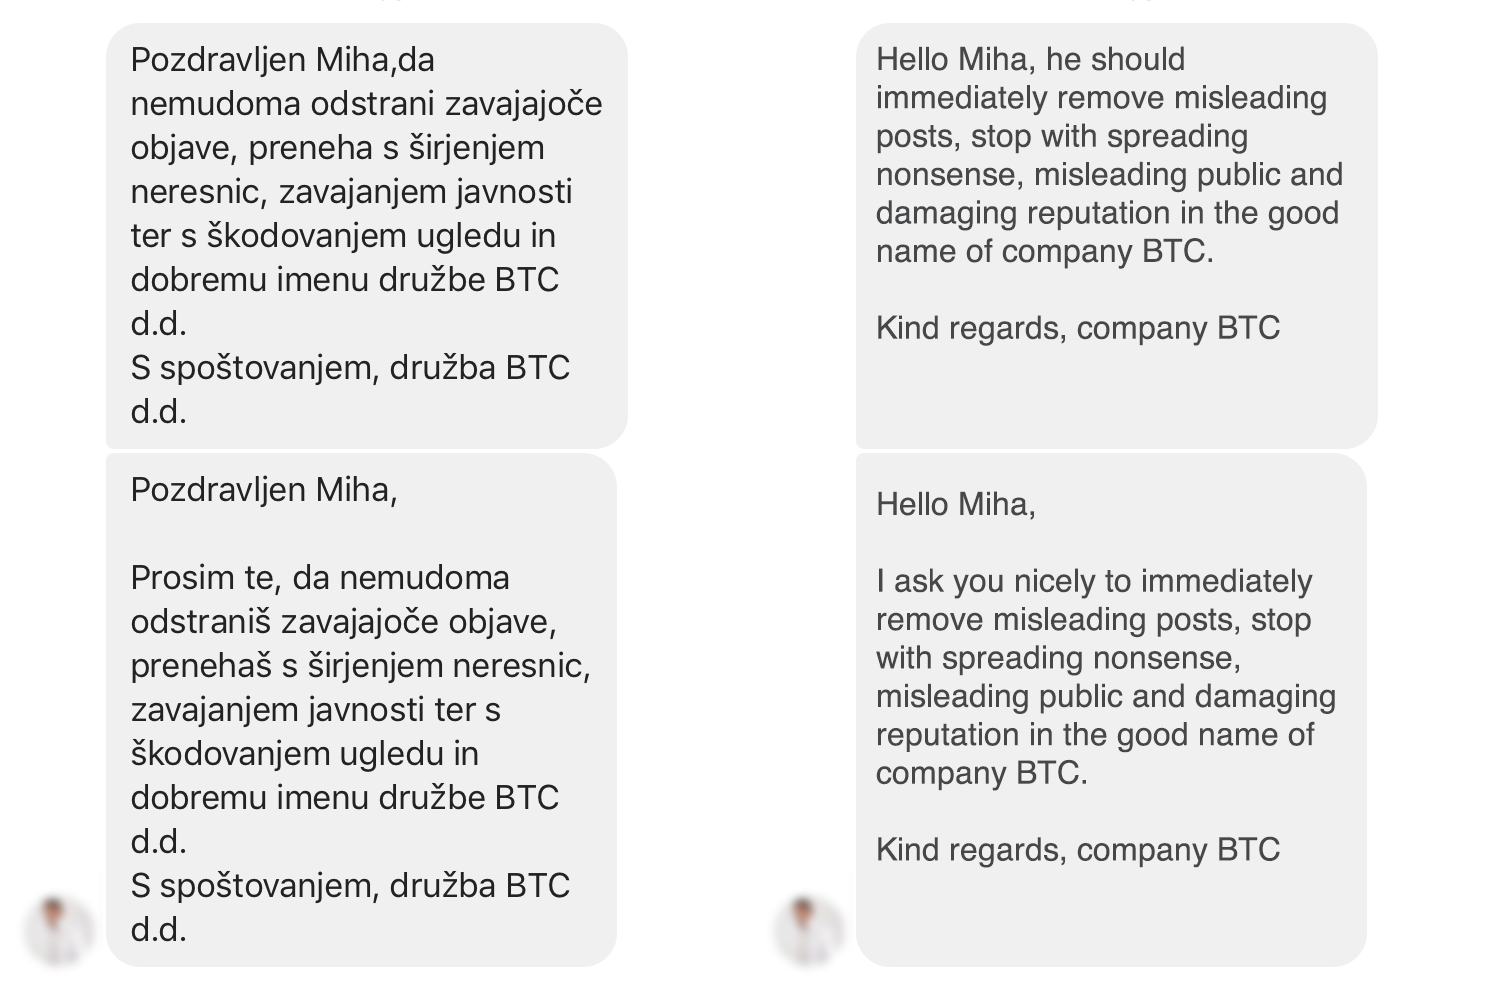 Pozdravljen Miha,da
nemudoma odstrani zavajajoče
objave, preneha s širjenjem
neresnic, zavajanjem javnosti
ter s škodovanjem ugledu in
dobremu imenu družbe BTC
d.d.
S spoštovanjem, družba BTC
d.d.
Pozdravljen Miha,
Prosim te, da nemudoma
odstraniš zavajajoče objave,
prenehaš s širjenjem neresnic,
zavajanjem javnosti ter s
škodovanjem ugledu in
dobremu imenu družbe BTC
d.d.
S spoštovanjem, družba BTC
d.d.
Hello Miha, he should
immediately remove misleading
posts, stop with spreading
nonsense, misleading public and
damaging reputation in the good
name of company BTC.
Kind regards, company BTC
Hello Miha,
I ask you nicely to immediately
remove misleading posts, stop
with spreading nonsense,
misleading public and damaging
reputation in the good name of
company BTC.
Kind regards, company BTC